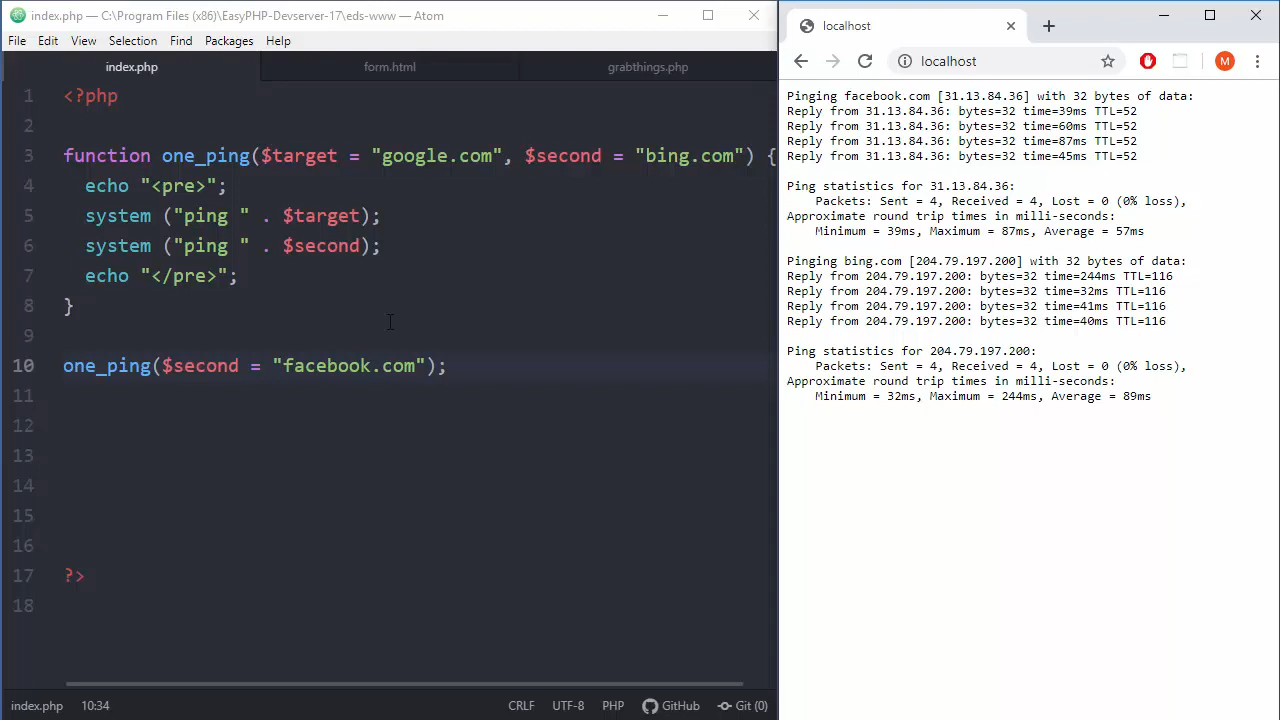 index.php — C:\Program Files (x86)\EasyPHP-Devserver-17\eds-www — Atom
File Edit View Selection Find Packages Help
index.php form.html grabthings.php
1 <?php
2
3 function one_ping($target = "google.com", $second = "bing.com") {
4 echo "<pre>";
5 system ("ping " . $target);
6 system ("ping " . $second);
7 echo "</pre>";
8 }
9
10 one_ping($second = "facebook.com");
11
12
13
14
15
16
17 ?>
18
index.php 10:34 CRLF UTF-8 PHP GitHub Git (0)
localhost
localhost M
Pinging facebook.com [31.13.84.36] with 32 bytes of data:
Reply from 31.13.84.36: bytes=32 time=39ms TTL=52
Reply from 31.13.84.36: bytes=32 time=60ms TTL=52
Reply from 31.13.84.36: bytes=32 time=87ms TTL=52
Reply from 31.13.84.36: bytes=32 time=45ms TTL=52
Ping statistics for 31.13.84.36:
Packets: Sent = 4, Received = 4, Lost = 0 (0% loss),
Approximate round trip times in milli-seconds:
Minimum = 39ms, Maximum = 87ms, Average = 57ms
Pinging bing.com [204.79.197.200] with 32 bytes of data:
Reply from 204.79.197.200: bytes=32 time=244ms TTL=116
Reply from 204.79.197.200: bytes=32 time=32ms TTL=116
Reply from 204.79.197.200: bytes=32 time=41ms TTL=116
Reply from 204.79.197.200: bytes=32 time=40ms TTL=116
Ping statistics for 204.79.197.200:
Packets: Sent = 4, Received = 4, Lost = 0 (0% loss),
Approximate round trip times in milli-seconds:
Minimum = 32ms, Maximum = 244ms, Average = 89ms